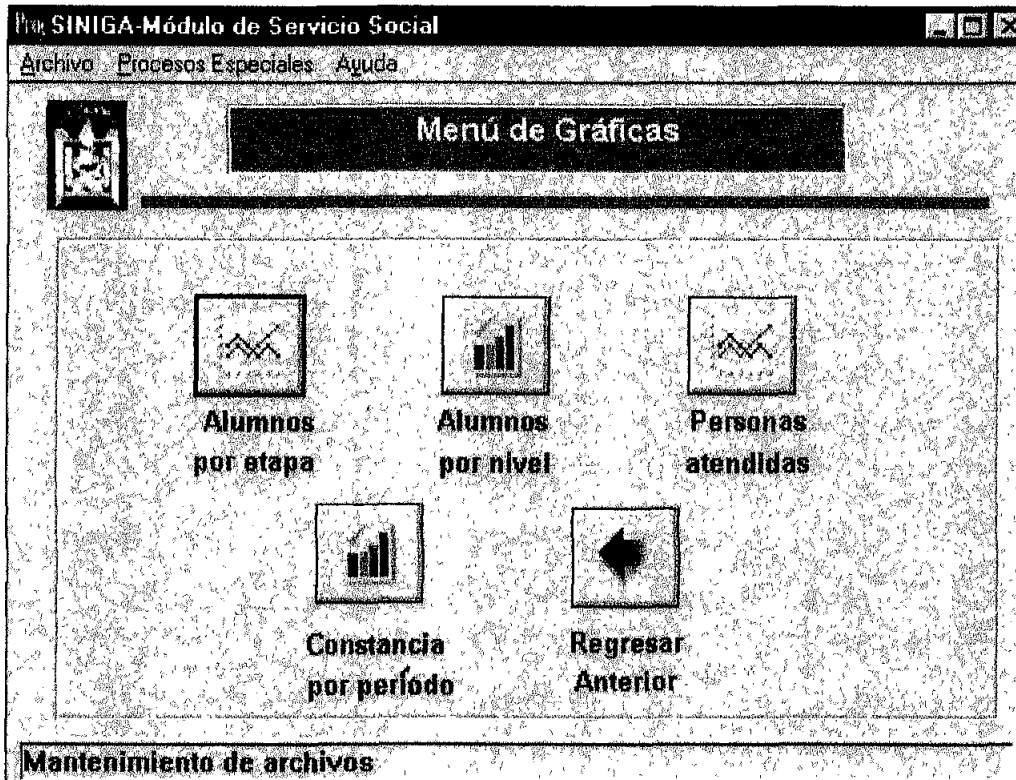 SINIGA-Módulo de Servicio Social
Archivo Procesos Especiales Ayuda
Menú de Gráficas
Alumnos
por etapa
Alumnos
por nivel
Personas
atendidas
Constancia
por período
Regresar
Anterior
Mantenimiento de archivos